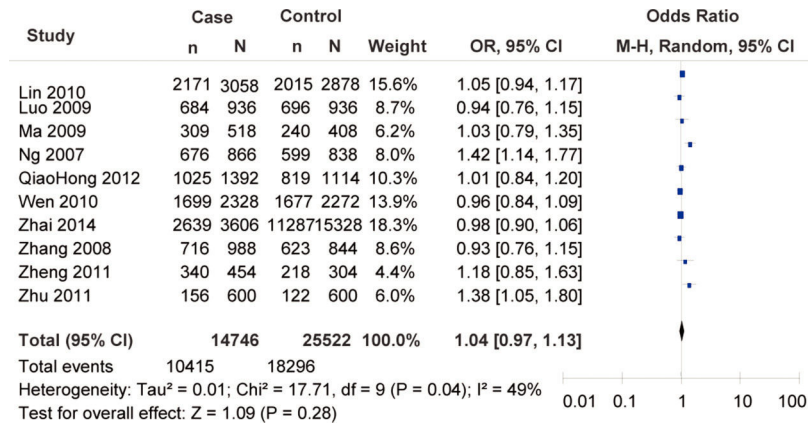 Case Control Odds Ratio
Study n N n N Weight OR, 95% CI M-H, Random, 95% CI
Lin 2010 2171 3058 2015 2878 15.6% 1.05 [0.94, 1.17]
Luo 2009 684 936 696 936 8.7% 0.94 [0.76, 1.15]
Ma 2009 309 518 240 408 6.2% 1.03 [0.79, 1.35]
Ng 2007 676 866 599 838 8.0% 1.42 [1.14, 1.77]
QiaoHong 2012 1025 1392 819 1114 10.3% 1.01 [0.84, 1.20]
Wen 2010 1699 2328 1677 2272 13.9% 0.96 [0.84, 1.09]
Zhai 2014 2639 3606 11287 15328 18.3% 0.98 [0.90, 1.06]
Zhang 2008 716 988 623 844 8.6% 0.93 [0.76, 1.15]
Zheng 2011 340 454 218 304 4.4% 1.18 [0.85, 1.63]
Zhu 2011 156 600 122 600 6.0% 1.38 [1.05, 1.80]
Total (95% CI) 14746 25522 100.0% 1.04 [0.97, 1.13]
Total events 10415 18296
Heterogeneity: Tau² = 0.01; Chi² = 17.71, df = 9 (P = 0.04); I² = 49%
Test for overall effect: Z = 1.09 (P = 0.28)
0.01 0.1 1 10 100